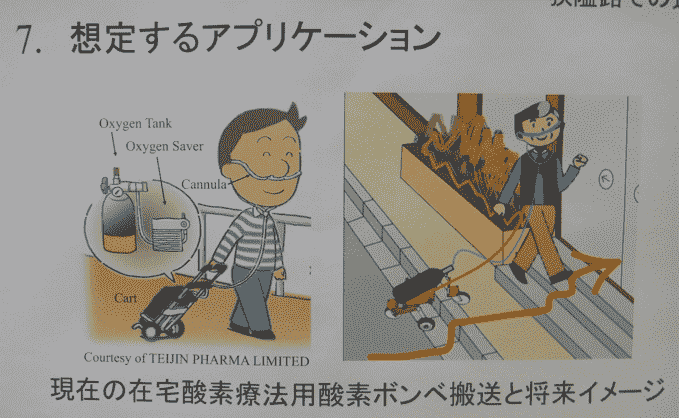 7. 想定するアプリケーション
Oxygen Tank
Oxygen Saver
Cannula
Cart
Courtesy of TEIJIN PHARMA LIMITED
現在の在宅酸素療法用酸素ボンベ搬送と将来イメージ